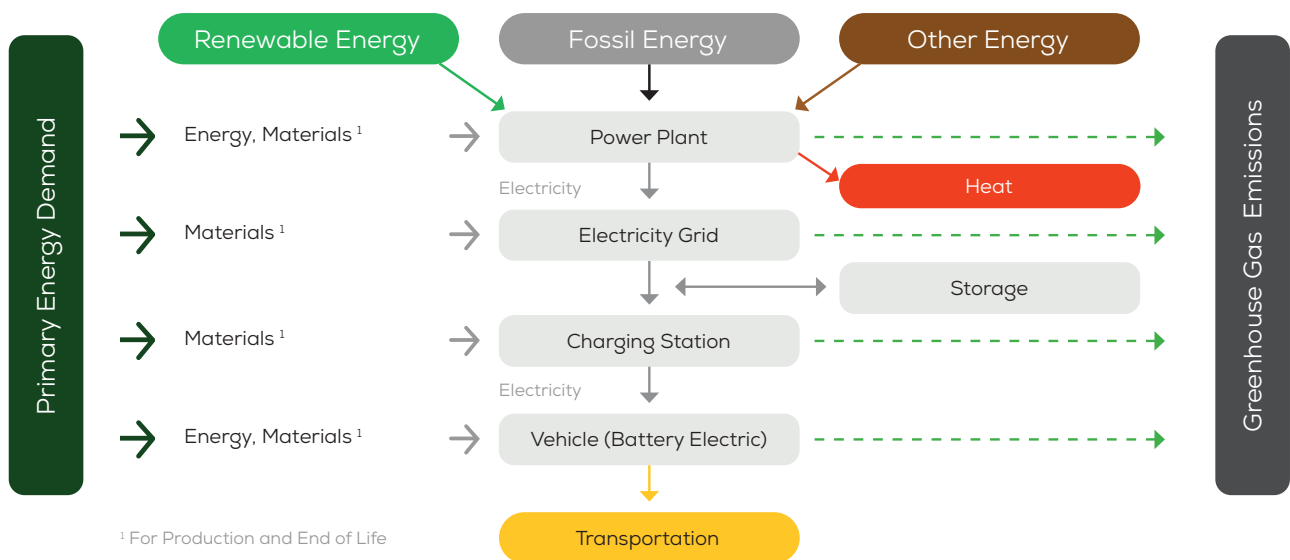 Renewable Energy
Fossil Energy
Other Energy
Primary Energy Demand
Greenhouse Gas Emissions
Energy, Materials ¹
Power Plant
Electricity
Heat
Materials ¹
Electricity Grid
Storage
Materials ¹
Charging Station
Electricity
Energy, Materials ¹
Vehicle (Battery Electric)
¹ For Production and End of Life
Transportation